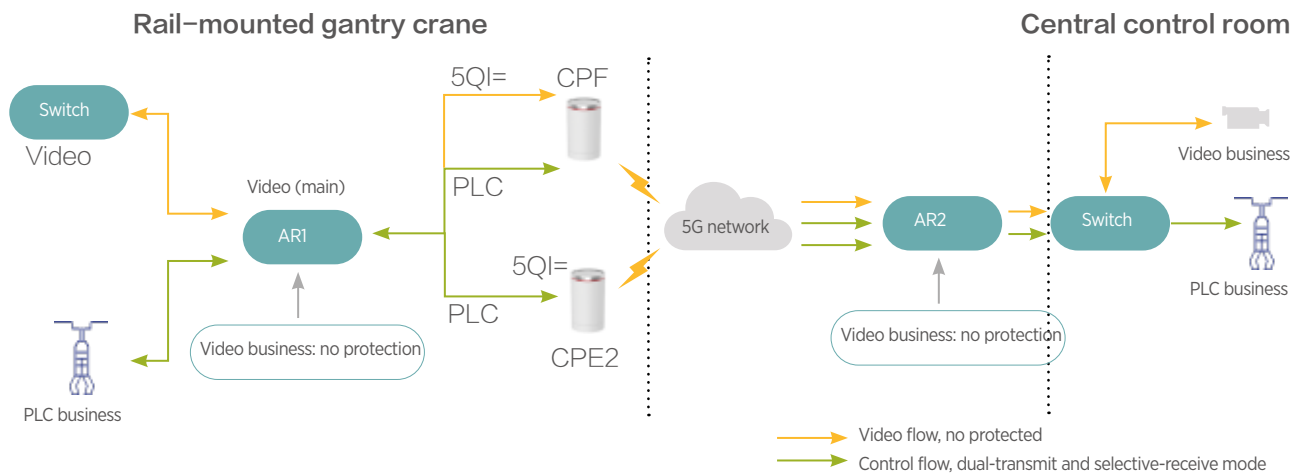 Rail-mounted gantry crane
Central control room
5QI=
CPF
Switch
Video
Video business
Video (main)
PLC
AR1
5G network
AR2
Switch
5QI=
PLC
PLC business
Video business: no protection
Video business: no protection
CPE2
PLC business
Video flow, no protected
Control flow, dual-transmit and selective-receive mode